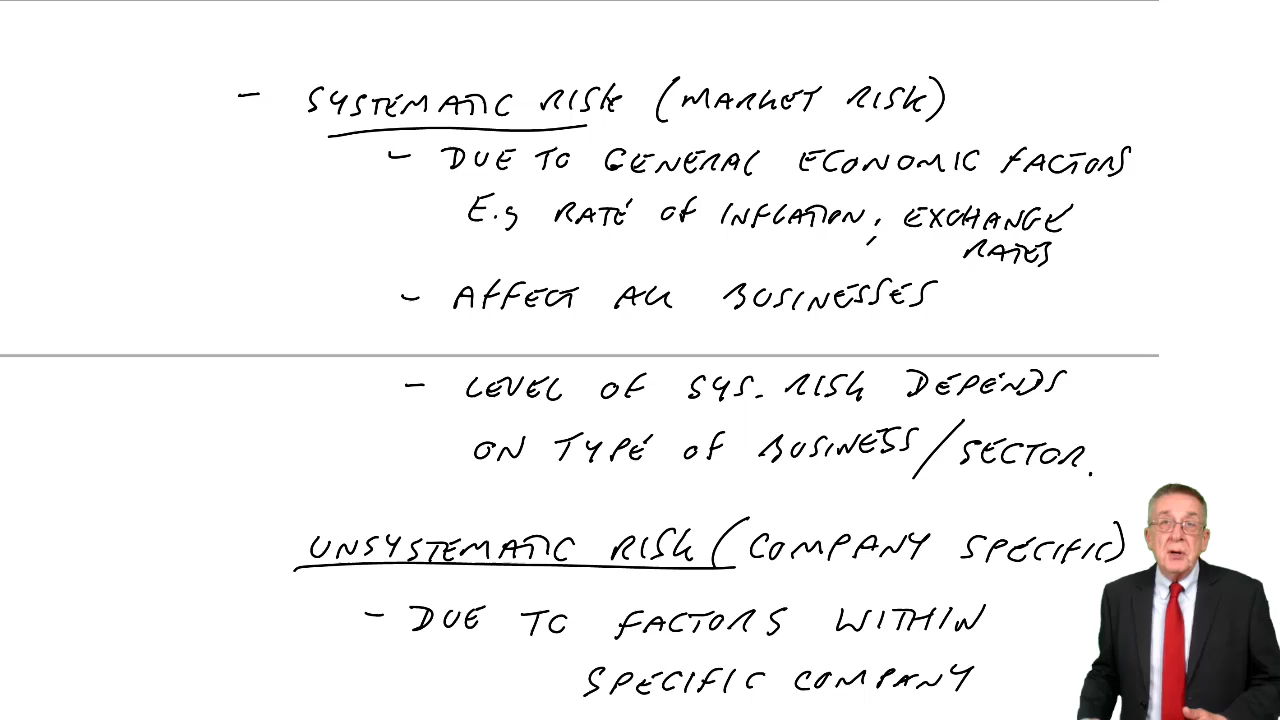 - SYSTEMATIC RISK (MARKET RISK)
- DUE TO GENERAL ECONOMIC FACTORS
E.g RATE OF INFLATION, EXCHANGE
RATES
- AFFECT ALL BUSINESSES
- LEVEL OF SYS. RISK DEPENDS
ON TYPE OF BUSINESS/SECTOR.
UNSYSTEMATIC RISK (COMPANY SPECIFIC)
- DUE TO FACTORS WITHIN
SPECIFIC COMPANY